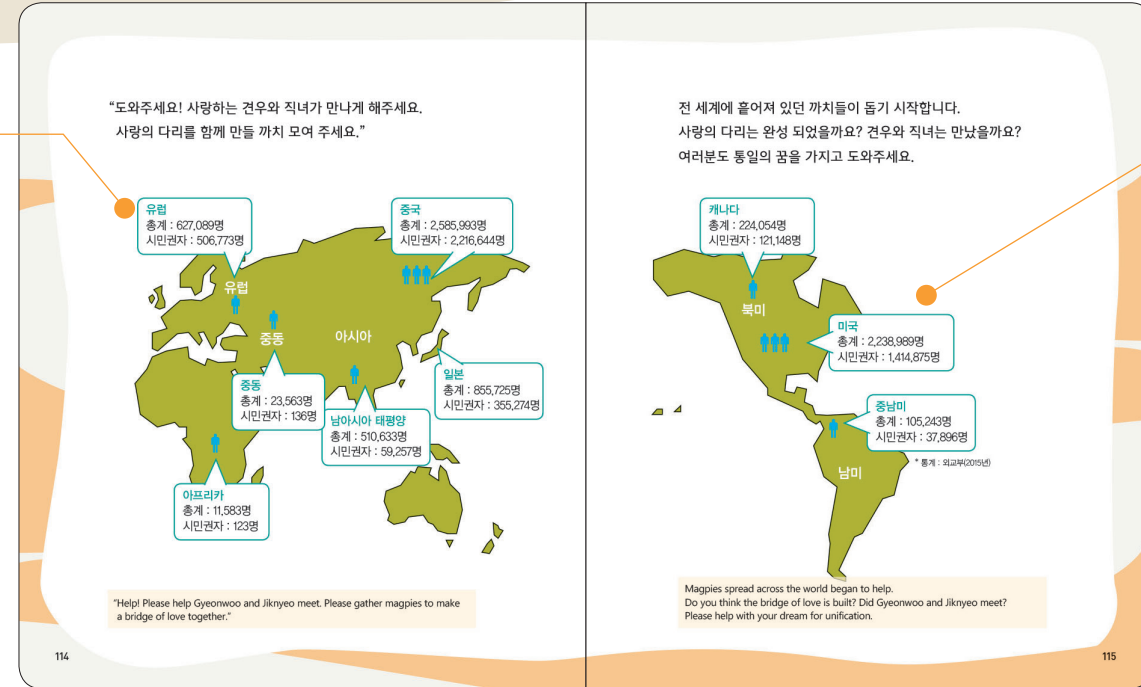 “도와주세요! 사랑하는 견우와 직녀가 만나게 해주세요.
사랑의 다리를 함께 만들 까치 모여 주세요.”
유럽
총계 : 627,089명
시민권자 : 506,773명
중국
총계 : 2,585,993명
시민권자 : 2,216,644명
유럽
중동
아시아
일본
총계 : 855,725명
시민권자 : 355,274명
중동
총계 : 23,563명
시민권자 : 136명
남아시아 태평양
총계 : 510,633명
시민권자 : 59,257명
아프리카
총계 : 11,583명
시민권자 : 123명
"Help! Please help Gyeonwoo and Jiknyeo meet. Please gather magpies to make
a bridge of love together."
114
전 세계에 흩어져 있던 까치들이 돕기 시작합니다.
사랑의 다리는 완성 되었을까요? 견우와 직녀는 만났을까요?
여러분도 통일의 꿈을 가지고 도와주세요.
캐나다
총계 : 224,054명
시민권자 : 121,148명
북미
미국
총계 : 2,238,989명
시민권자 : 1,414,875명
중남미
총계 : 105,243명
시민권자 : 37,896명
* 통계 : 외교부(2015년)
남미
Magpies spread across the world began to help.
Do you think the bridge of love is built? Did Gyeonwoo and Jiknyeo meet?
Please help with your dream for unification.
115